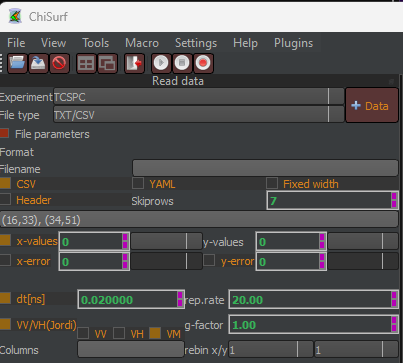 ChiSurf
File View Tools Macro Settings Help Plugins
Read data
Experiment TCSPC
File type TXT/CSV
+ Data
File parameters
Format
Filename
CSV YAML Fixed width
Header Skiprows 7
(16,33), (34,51)
x-values 0 y-values 0
x-error 0 y-error 0
dt[ns] 0.020000 rep.rate 20.00
VV/VH(Jordi) VV VH VM g-factor 1.00
Columns rebin x/y 1 1